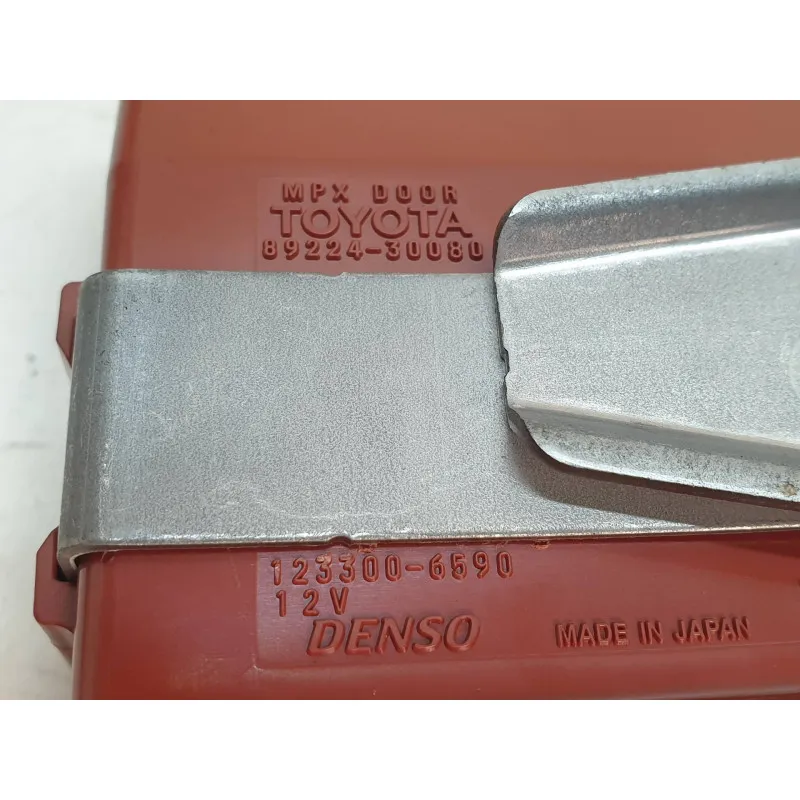 MPX DOOR
TOYOTA
89224-30080
123300-6590
12V
DENSO MADE IN JAPAN